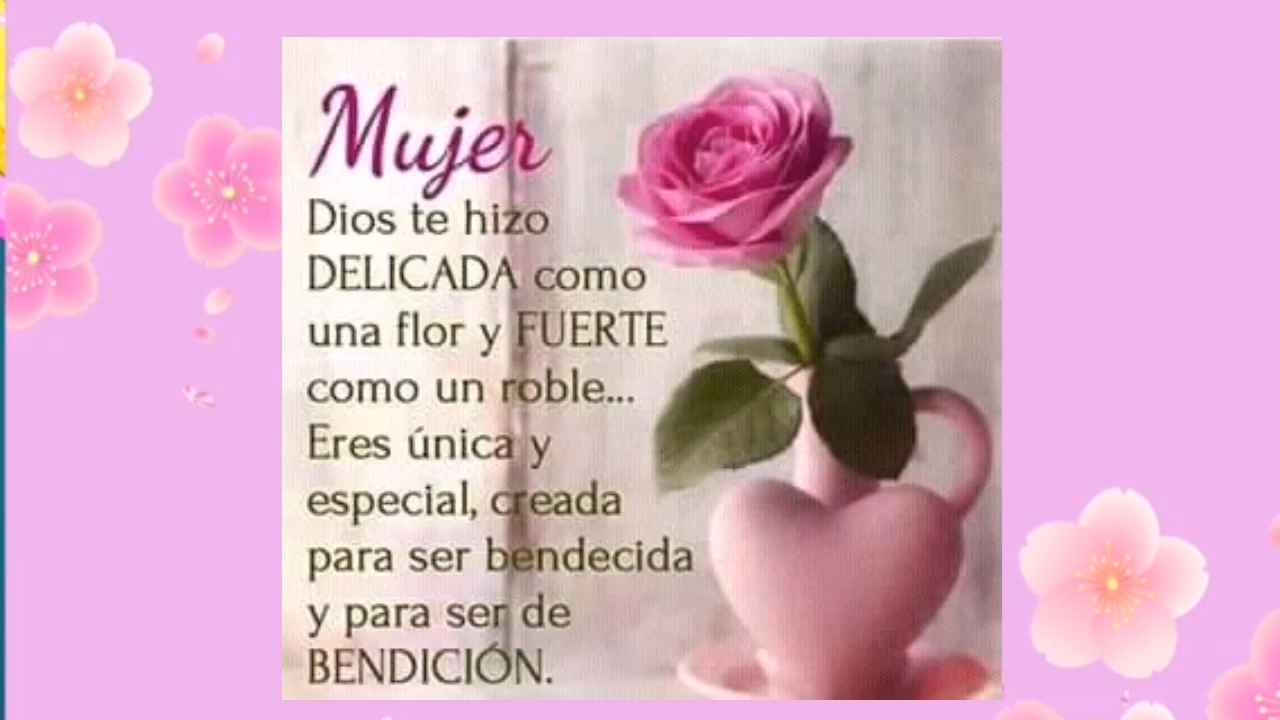 Mujer
Dios te hizo
DELICADA como
una flor y FUERTE
como un roble...
Eres única y
especial, creada
para ser bendecida
y para ser de
BENDICIÓN.